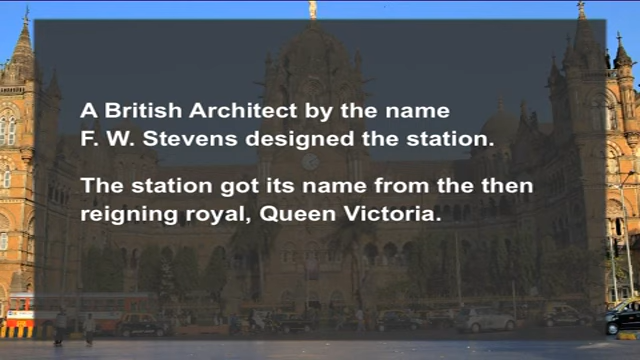 A British Architect by the name
F. W. Stevens designed the station.
The station got its name from the then
reigning royal, Queen Victoria.